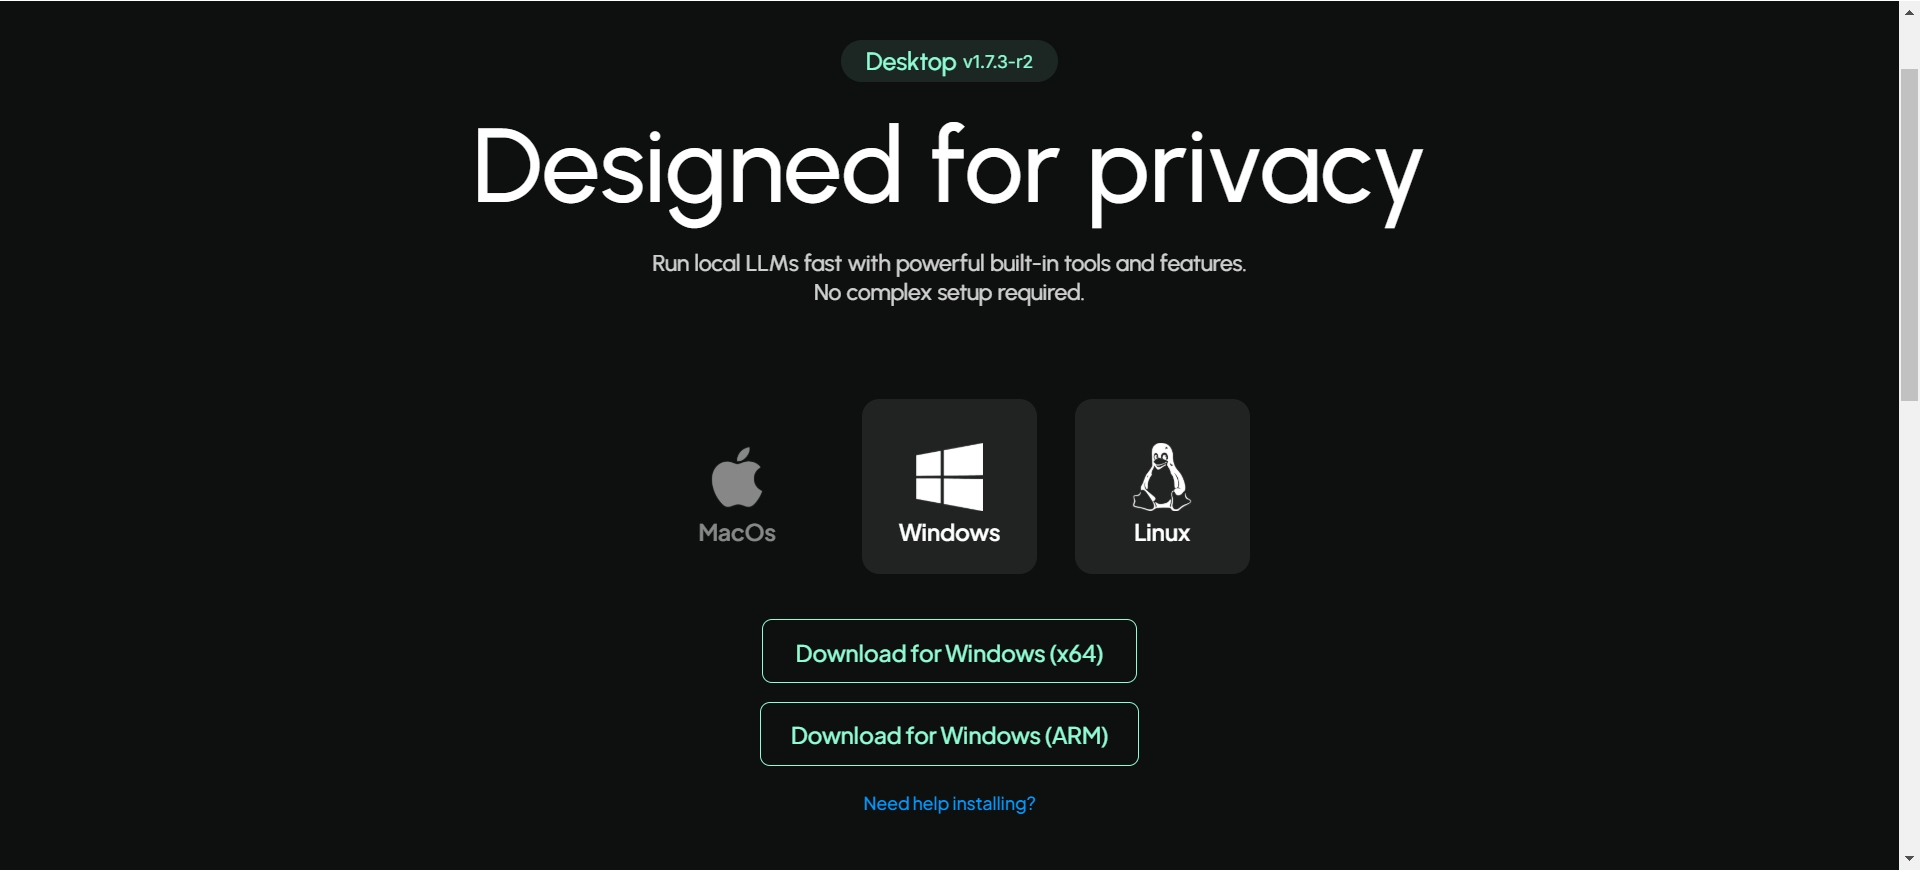 Desktop v1.7.3-r2
Designed for privacy
Run local LLMs fast with powerful built-in tools and features.
No complex setup required.
MacOs
Windows
Linux
Download for Windows (x64)
Download for Windows (ARM)
Need help installing?